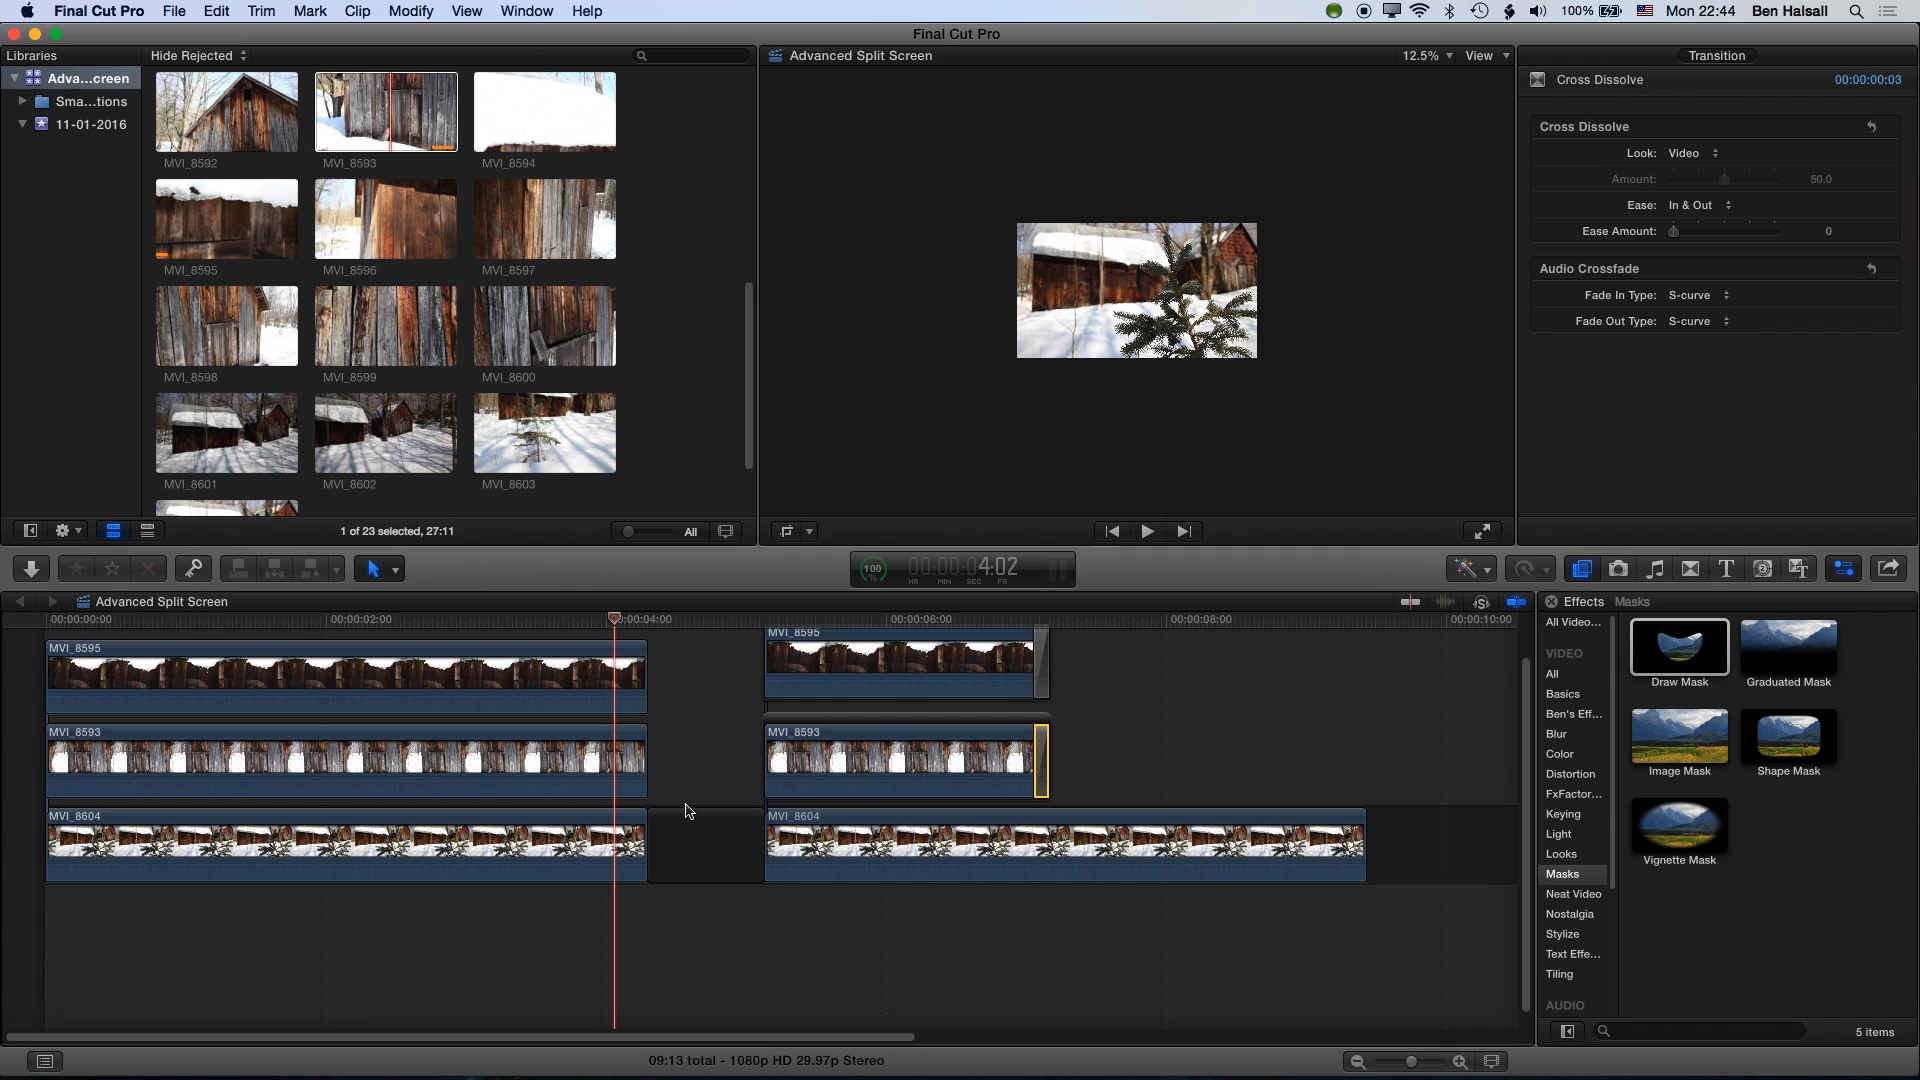 Final Cut Pro File Edit Trim Mark Clip Modify View Window Help 100% Mon 22:44 Ben Halsall
Final Cut Pro
Libraries
Hide Rejected
Adva...creen
Sma...tions
11-01-2016
MVI_8592 MVI_8593 MVI_8594
MVI_8595 MVI_8596 MVI_8597
MVI_8598 MVI_8599 MVI_8600
MVI_8601 MVI_8602 MVI_8603
1 of 23 selected, 27:11
All
Advanced Split Screen
12.5% View
Transition
Cross Dissolve 00:00:00:03
Cross Dissolve
Look: Video
Amount: 50.0
Ease: In & Out
Ease Amount: 0
Audio Crossfade
Fade In Type: S-curve
Fade Out Type: S-curve
100 % 00:00:04:02
HR MIN SEC FR
Advanced Split Screen
00:00:00:00 00:00:02:00 00:00:04:00 00:00:06:00 00:00:08:00 00:00:10:00
MVI_8595 MVI_8595
MVI_8593 MVI_8593
MVI_8604 MVI_8604
09:13 total - 1080p HD 29.97p Stereo
Effects Masks
All Video...
VIDEO
All
Basics
Ben's Eff...
Blur
Color
Distortion
FxFactor...
Keying
Light
Looks
Masks
Neat Video
Nostalgia
Stylize
Text Effe...
Tiling
AUDIO
Draw Mask Graduated Mask
Image Mask Shape Mask
Vignette Mask
5 items